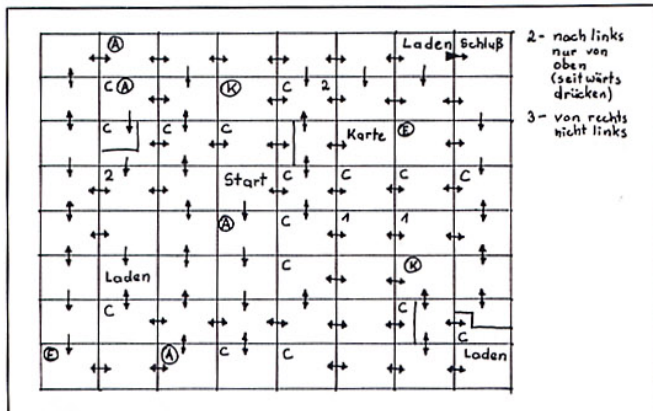 A
Laden Schluß
C A K C 2
C C C Karte E
2 Start C C C C
A C 1 1
C K
Laden
C C
C
E A C C Laden
2- nach links
nur von
oben
(seitwärts
drücken)
3- von rechts
nicht links